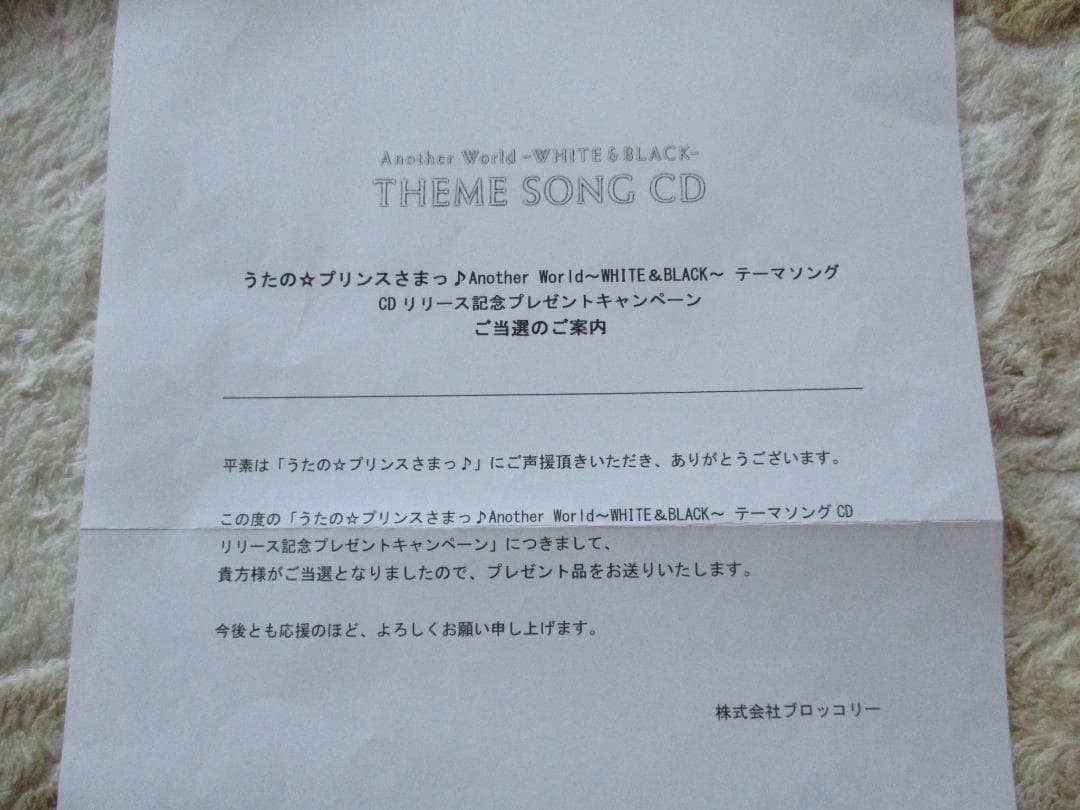 Another World -WHITE&BLACK-
THEME SONG CD
うたの☆プリンスさまっ♪Another World～WHITE＆BLACK～ テーマソング
CD リリース記念プレゼントキャンペーン
ご当選のご案内
平素は「うたの☆プリンスさまっ♪」にご声援頂きいただき、ありがとうございます。
この度の「うたの☆プリンスさまっ♪Another World～WHITE＆BLACK～ テーマソング CD
リリース記念プレゼントキャンペーン」につきまして、
貴方様がご当選となりましたので、プレゼント品をお送りいたします。
今後とも応援のほど、よろしくお願い申し上げます。
株式会社ブロッコリー